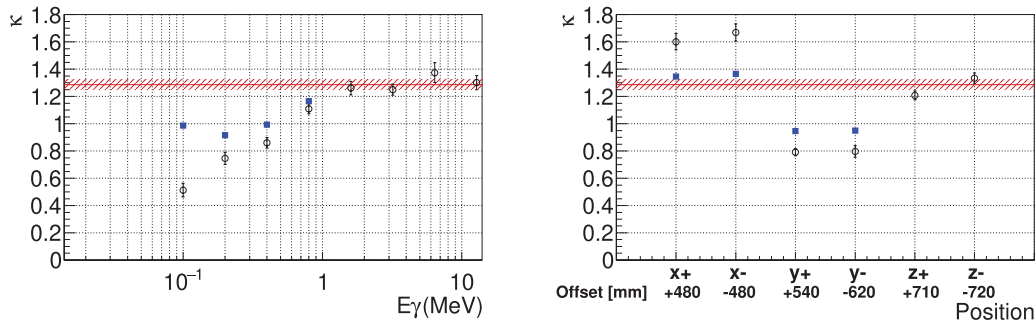 κ
1.8
1.6
1.4
1.2
1
0.8
0.6
0.4
0.2
0
10⁻¹ 1 10
Eγ(MeV)
κ
1.8
1.6
1.4
1.2
1
0.8
0.6
0.4
0.2
0
x+ x- y+ y- z+ z-
Offset [mm] +480 -480 +540 -620 +710 -720
Position